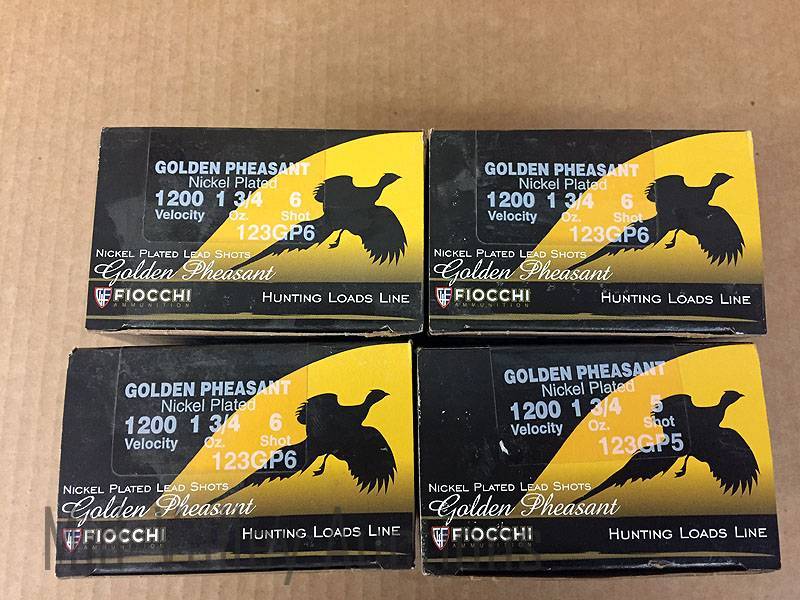 GOLDEN PHEASANT
Nickel Plated
1200 1 3/4 6
Velocity Oz. Shot
123GP6
NICKEL PLATED LEAD SHOTS
Golden Pheasant
FIOCCHI
AMMUNITION
HUNTING LOADS LINE
GOLDEN PHEASANT
Nickel Plated
1200 1 3/4 6
Velocity Oz. Shot
123GP6
NICKEL PLATED LEAD SHOTS
Golden Pheasant
FIOCCHI
AMMUNITION
HUNTING LOADS LINE
GOLDEN PHEASANT
Nickel Plated
1200 1 3/4 6
Velocity Oz. Shot
123GP6
NICKEL PLATED LEAD SHOTS
Golden Pheasant
FIOCCHI
AMMUNITION
HUNTING LOADS LINE
GOLDEN PHEASANT
Nickel Plated
1200 1 3/4 5
Velocity Oz. Shot
123GP5
NICKEL PLATED LEAD SHOTS
Golden Pheasant
FIOCCHI
AMMUNITION
HUNTING LOADS LINE